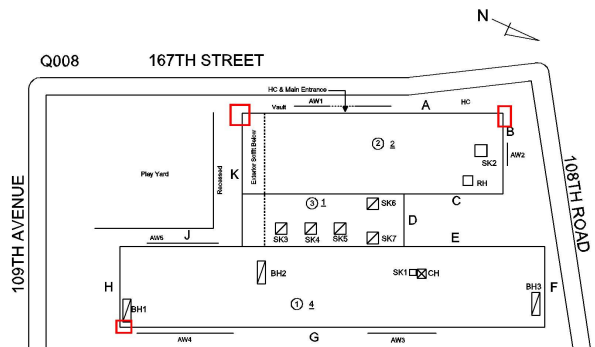 N
Q008 167TH STREET
HC & Main Entrance
Vault AW1 A HC
B
2 2
SK2
AW2
Play Yard
Recessed
K
Exterior Soffit Below
RH
109TH AVENUE
108TH ROAD
3 1
SK6
C
D
SK3 SK4 SK5 SK7
J
AW5
E
H
BH2
SK1 CH
BH1
1 4
BH3
F
AW4 G AW3